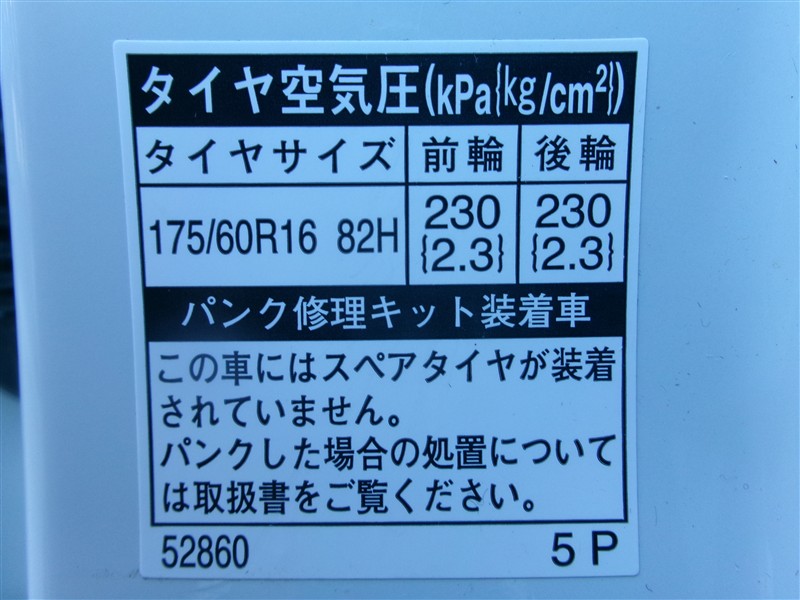 タイヤ空気圧(kPa{kg/cm²})
タイヤサイズ 前輪 後輪
175/60R16 82H 230 {2.3} 230 {2.3}
パンク修理キット装着車
この車にはスペアタイヤが装着
されていません。
パンクした場合の処置について
は取扱書をご覧ください。
52860 5P